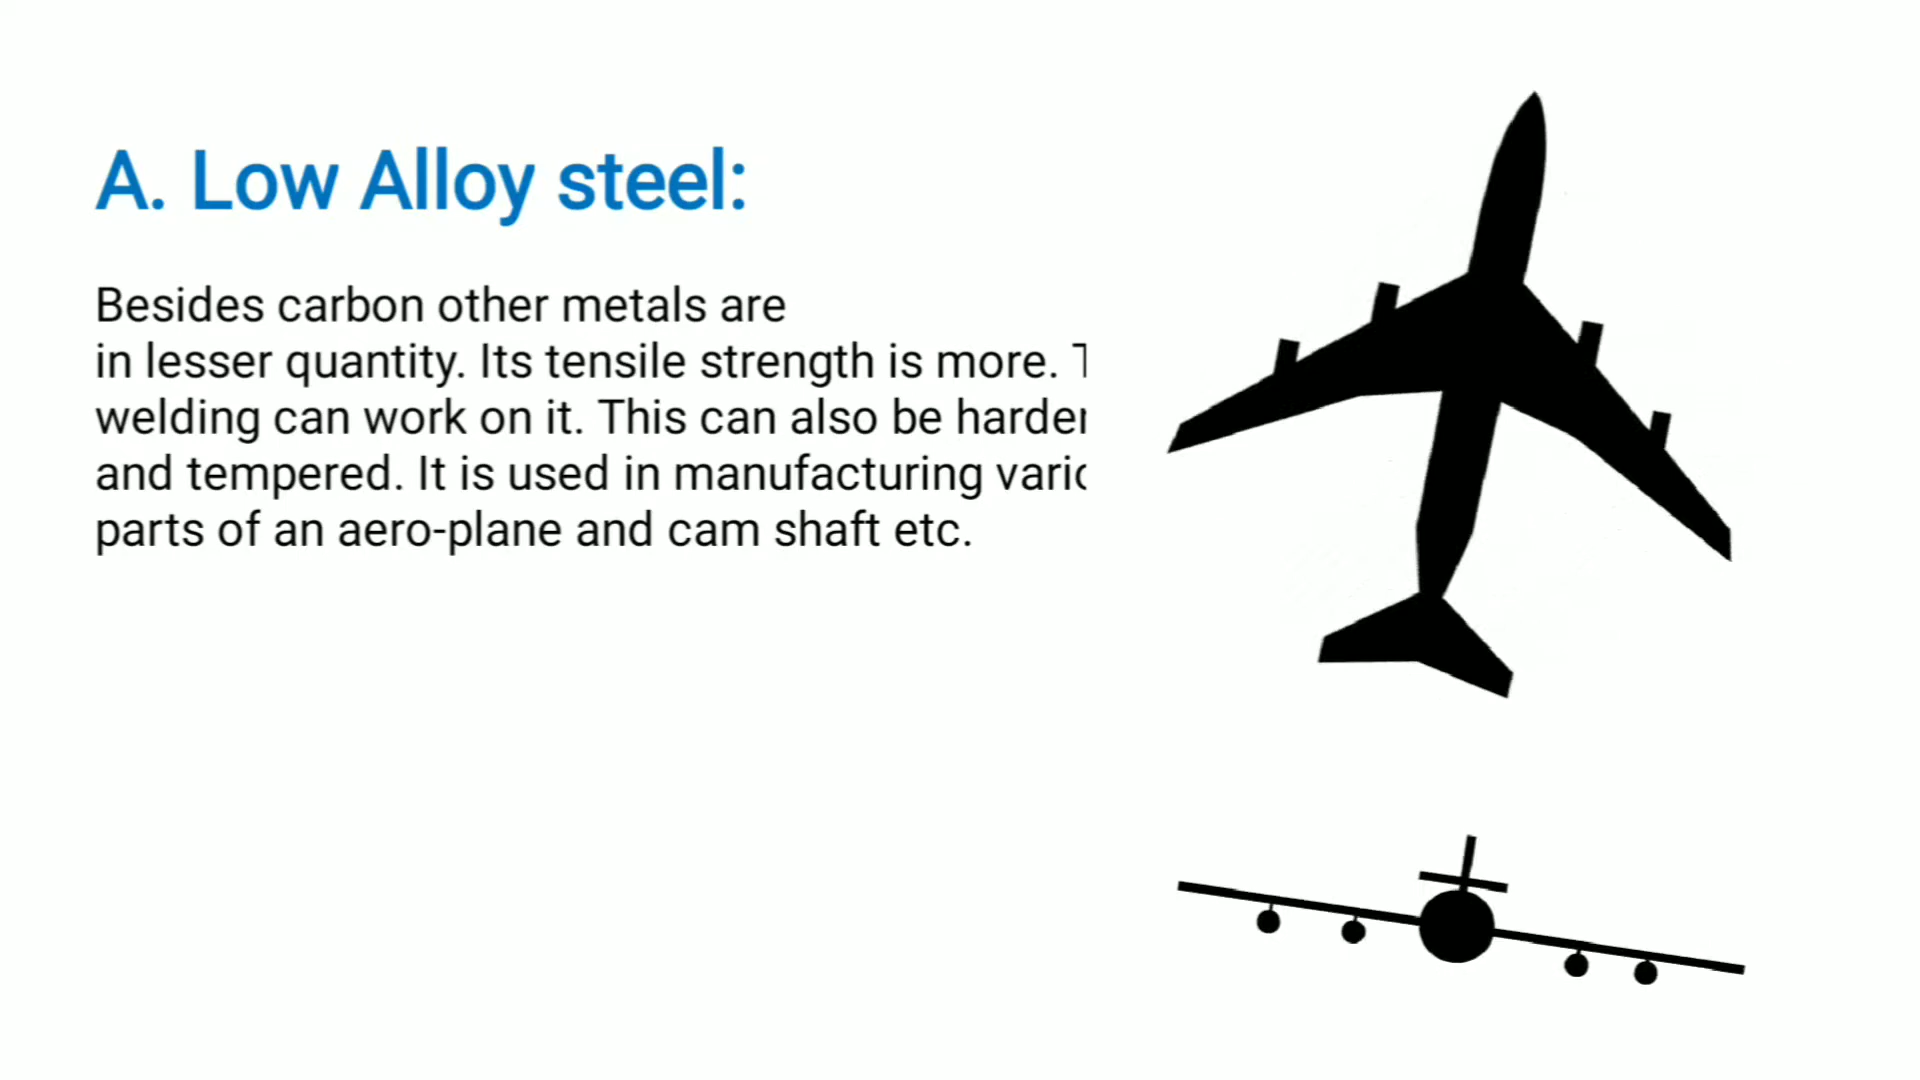 A. Low Alloy steel:
Besides carbon other metals are
in lesser quantity. Its tensile strength is more.
welding can work on it. This can also be
and tempered. It is used in manufacturing
parts of an aero-plane and cam shaft etc.